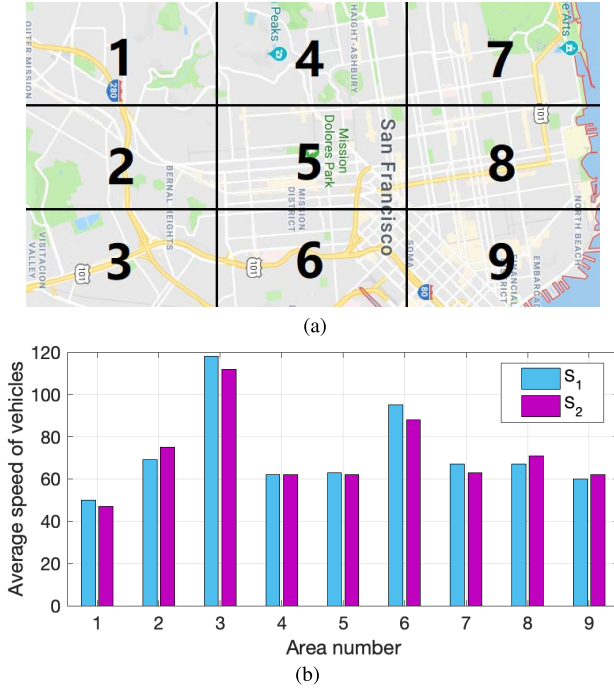 1
4
7
OUTER MISSION
Peaks
HAIGHT-ASHBURY
e Arts
280
101
2
5
8
BERNAL HEIGHTS
Mission
Dolores Park
MISSION
DISTRICT
San Francisco
NORTH BEACH
3
6
9
VISITACION
VALLEY
101
101
SOMA
80
FINANCIAL
DISTRICT
EMBARCAD
(a)
120
100
80
60
40
20
0
Average speed of vehicles
S₁
S₂
1 2 3 4 5 6 7 8 9
Area number
(b)